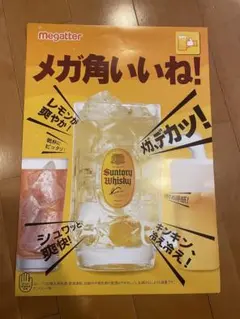 megatter
メガ角いいね!
レモンが
爽やか!
メガ、デカッ!
Suntory
Whisky
シュワッと
爽快!
キンキン、
冷え冷え!